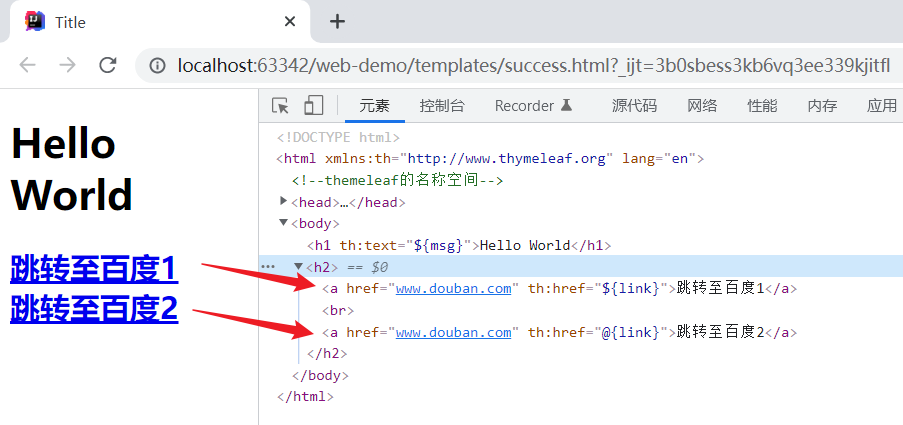 Title
localhost:63342/web-demo/templates/success.html?_ijt=3b0sbess3kb6vq3ee339kjitfl
元素 控制台 Recorder 源代码 网络 性能 内存 应用
Hello
World
跳转至百度1
跳转至百度2
<!DOCTYPE html>
<html xmlns:th="http://www.thymeleaf.org" lang="en">
<!--themeleaf的名称空间-->
<head>…</head>
<body>
<h1 th:text="${msg}">Hello World</h1>
<h2> == $0
<a href="www.douban.com" th:href="${link}">跳转至百度1</a>
<br>
<a href="www.douban.com" th:href="@{link}">跳转至百度2</a>
</h2>
</body>
</html>